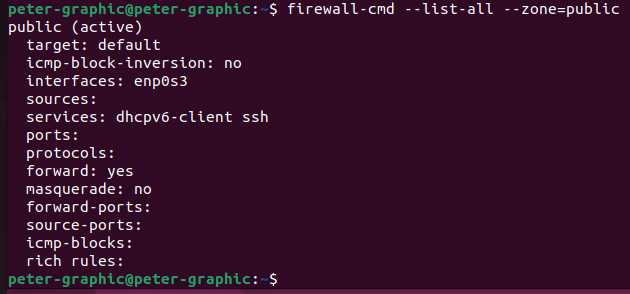 peter-graphic@peter-graphic:~$ firewall-cmd --list-all --zone=public
public (active)
  target: default
  icmp-block-inversion: no
  interfaces: enp0s3
  sources:
  services: dhcpv6-client ssh
  ports:
  protocols:
  forward: yes
  masquerade: no
  forward-ports:
  source-ports:
  icmp-blocks:
  rich rules:
peter-graphic@peter-graphic:~$